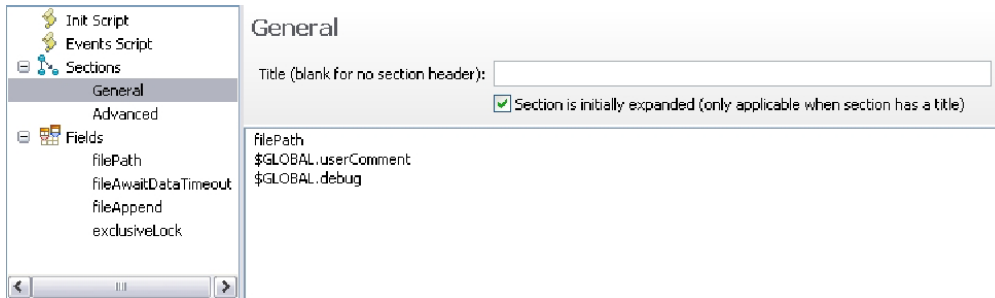 Init Script
Events Script
Sections
General
Advanced
Fields
filePath
fileAwaitDataTimeout
fileAppend
exclusiveLock
General
Title (blank for no section header):
Section is initially expanded (only applicable when section has a title)
filePath
$GLOBAL.userComment
$GLOBAL.debug